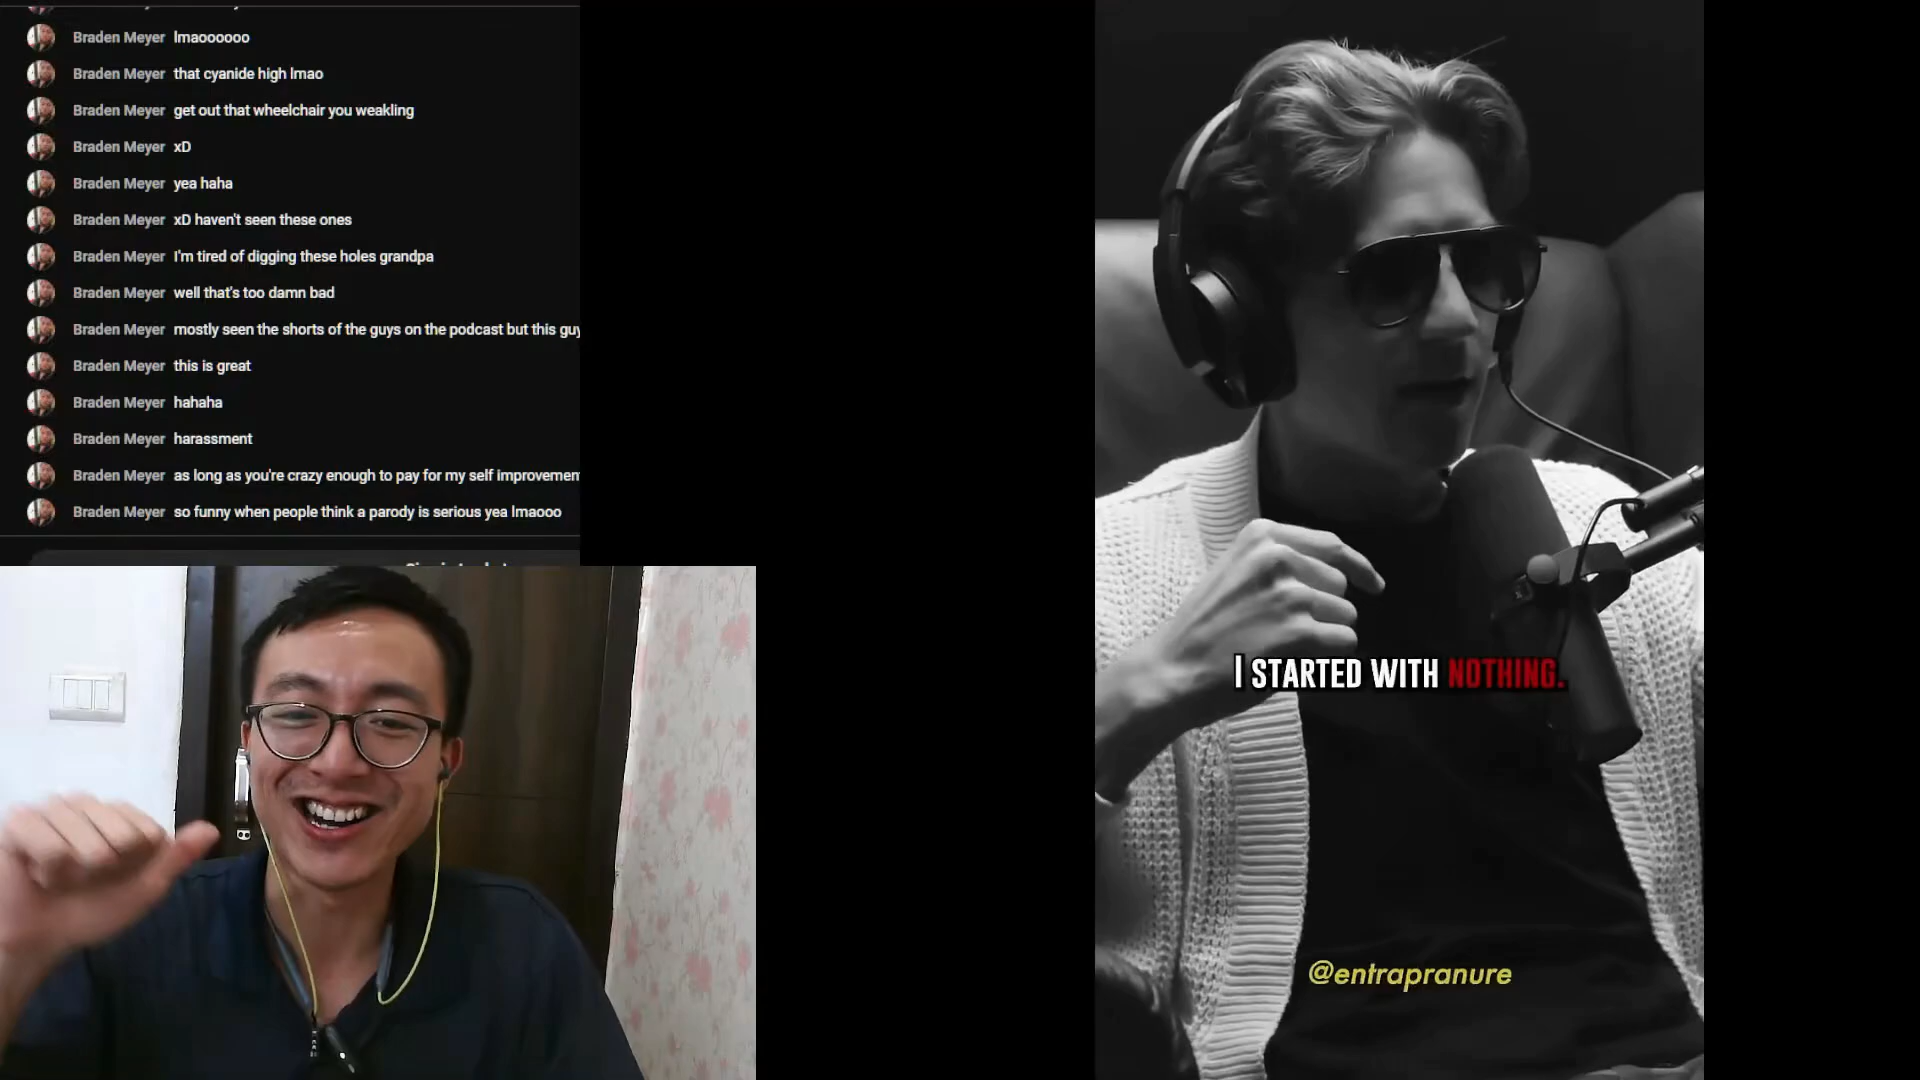 Braden Meyer lmaoooooo
Braden Meyer that cyanide high lmao
Braden Meyer get out that wheelchair you weakling
Braden Meyer xD
Braden Meyer yea haha
Braden Meyer xD haven't seen these ones
Braden Meyer I'm tired of digging these holes grandpa
Braden Meyer well that's too damn bad
Braden Meyer mostly seen the shorts of the guys on the podcast but this guy
Braden Meyer this is great
Braden Meyer hahaha
Braden Meyer harassment
Braden Meyer as long as you're crazy enough to pay for my self improvemen
Braden Meyer so funny when people think a parody is serious yea lmaooo
I STARTED WITH NOTHING.
@entrapranure